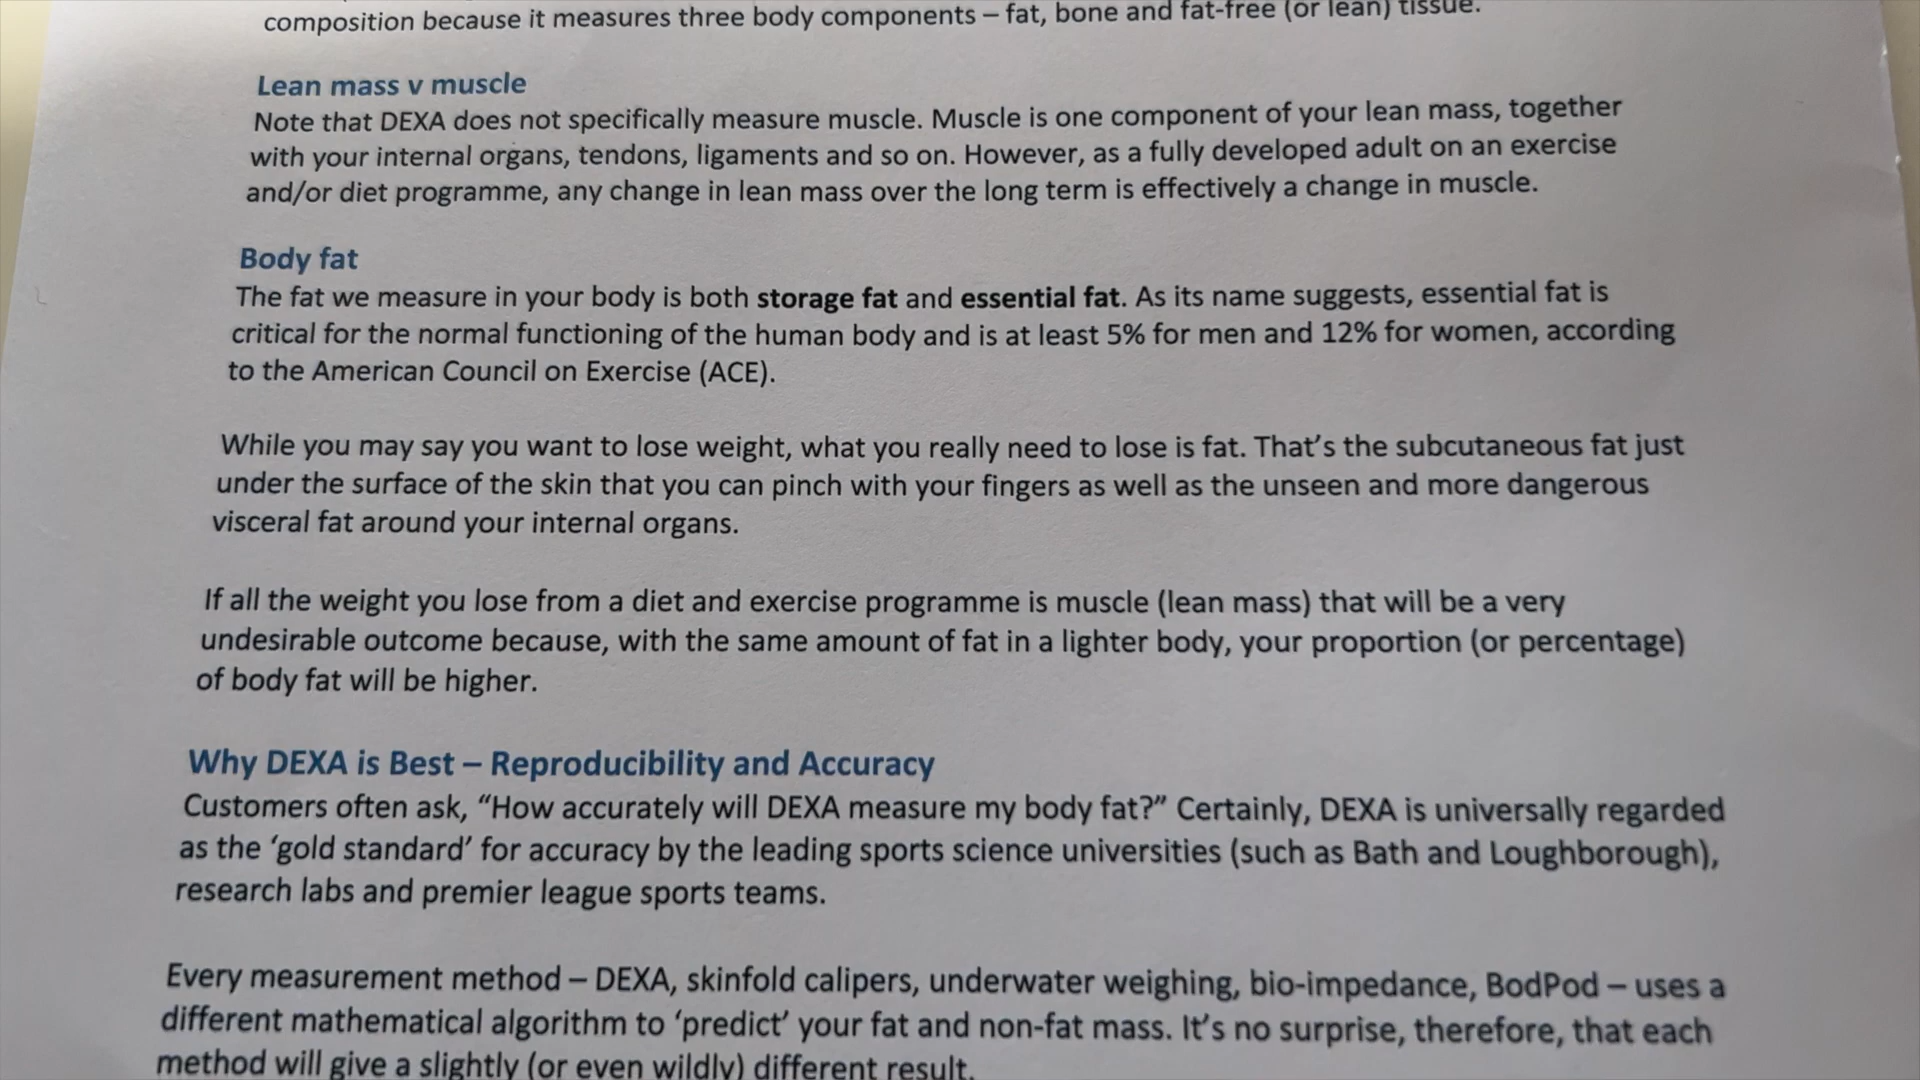 composition because it measures three body components – fat, bone and fat-free (or lean) tissue.
Lean mass v muscle
Note that DEXA does not specifically measure muscle. Muscle is one component of your lean mass, together
with your internal organs, tendons, ligaments and so on. However, as a fully developed adult on an exercise
and/or diet programme, any change in lean mass over the long term is effectively a change in muscle.
Body fat
The fat we measure in your body is both storage fat and essential fat. As its name suggests, essential fat is
critical for the normal functioning of the human body and is at least 5% for men and 12% for women, according
to the American Council on Exercise (ACE).
While you may say you want to lose weight, what you really need to lose is fat. That’s the subcutaneous fat just
under the surface of the skin that you can pinch with your fingers as well as the unseen and more dangerous
visceral fat around your internal organs.
If all the weight you lose from a diet and exercise programme is muscle (lean mass) that will be a very
undesirable outcome because, with the same amount of fat in a lighter body, your proportion (or percentage)
of body fat will be higher.
Why DEXA is Best – Reproducibility and Accuracy
Customers often ask, “How accurately will DEXA measure my body fat?” Certainly, DEXA is universally regarded
as the ‘gold standard’ for accuracy by the leading sports science universities (such as Bath and Loughborough),
research labs and premier league sports teams.
Every measurement method – DEXA, skinfold calipers, underwater weighing, bio-impedance, BodPod – uses a
different mathematical algorithm to ‘predict’ your fat and non-fat mass. It’s no surprise, therefore, that each
method will give a slightly (or even wildly) different result.